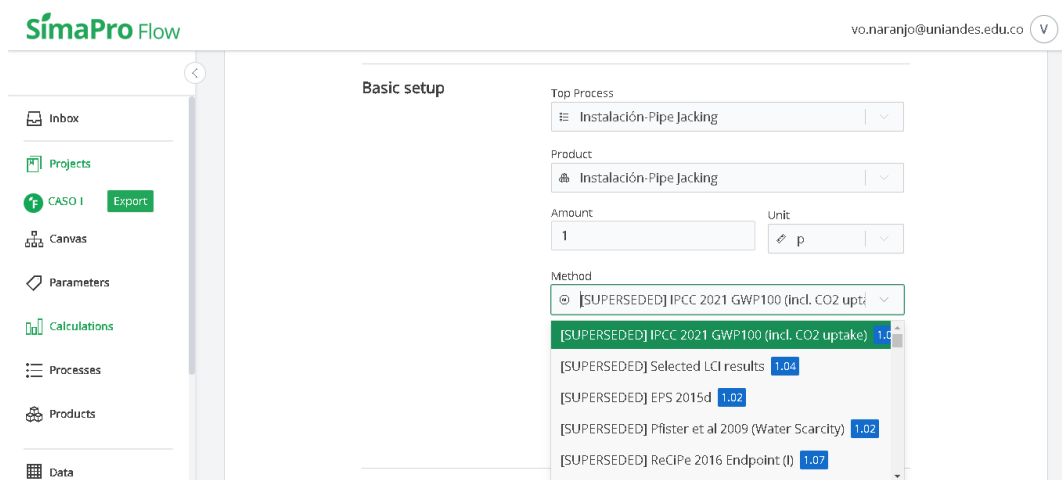 SimaPro Flow
vo.naranjo@uniandes.edu.co V
Inbox
Projects
CASO I Export
Canvas
Parameters
Calculations
Processes
Products
Data
Basic setup
Top Process
Instalación-Pipe Jacking
Product
Instalación-Pipe Jacking
Amount Unit
1 p
Method
[SUPERSEDED] IPCC 2021 GWP100 (incl. CO2
[SUPERSEDED] IPCC 2021 GWP100 (incl. CO2 uptake)
[SUPERSEDED] Selected LCI results 1.04
[SUPERSEDED] EPS 2015d 1.02
[SUPERSEDED] Pfister et al 2009 (Water Scarcity) 1.02
[SUPERSEDED] ReCiPe 2016 Endpoint (I) 1.07